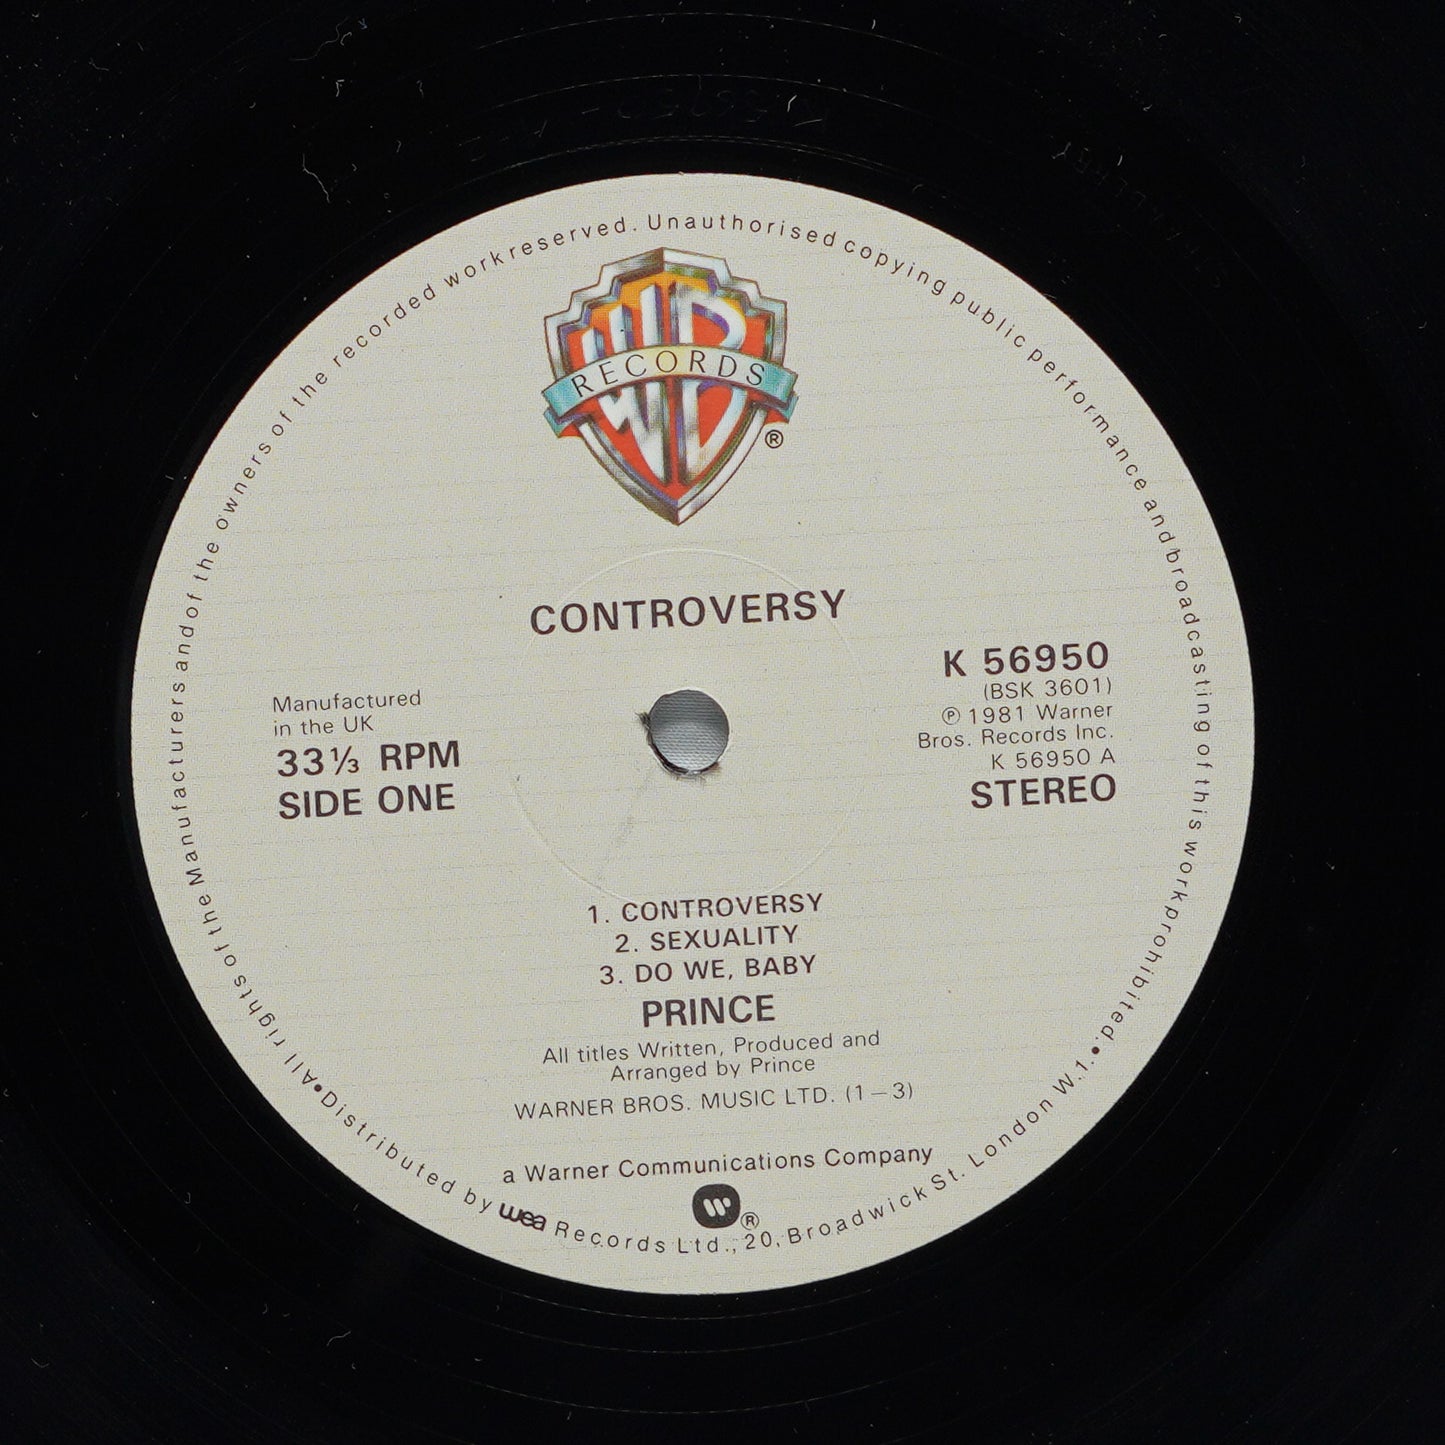 All rights of the Manufacturers and of the owners of the recorded work reserved. Unauthorised copying public performance and broadcasting of this work prohibited.
WB
RECORDS
®
CONTROVERSY
Manufactured
in the UK
33⅓ RPM
SIDE ONE
K 56950
(BSK 3601)
℗ 1981 Warner
Bros. Records Inc.
K 56950 A
STEREO
1. CONTROVERSY
2. SEXUALITY
3. DO WE, BABY
PRINCE
All titles Written, Produced and
Arranged by Prince
WARNER BROS. MUSIC LTD. (1–3)
a Warner Communications Company
®
• Distributed by wea Records Ltd., 20, Broadwick St. London W.1. •